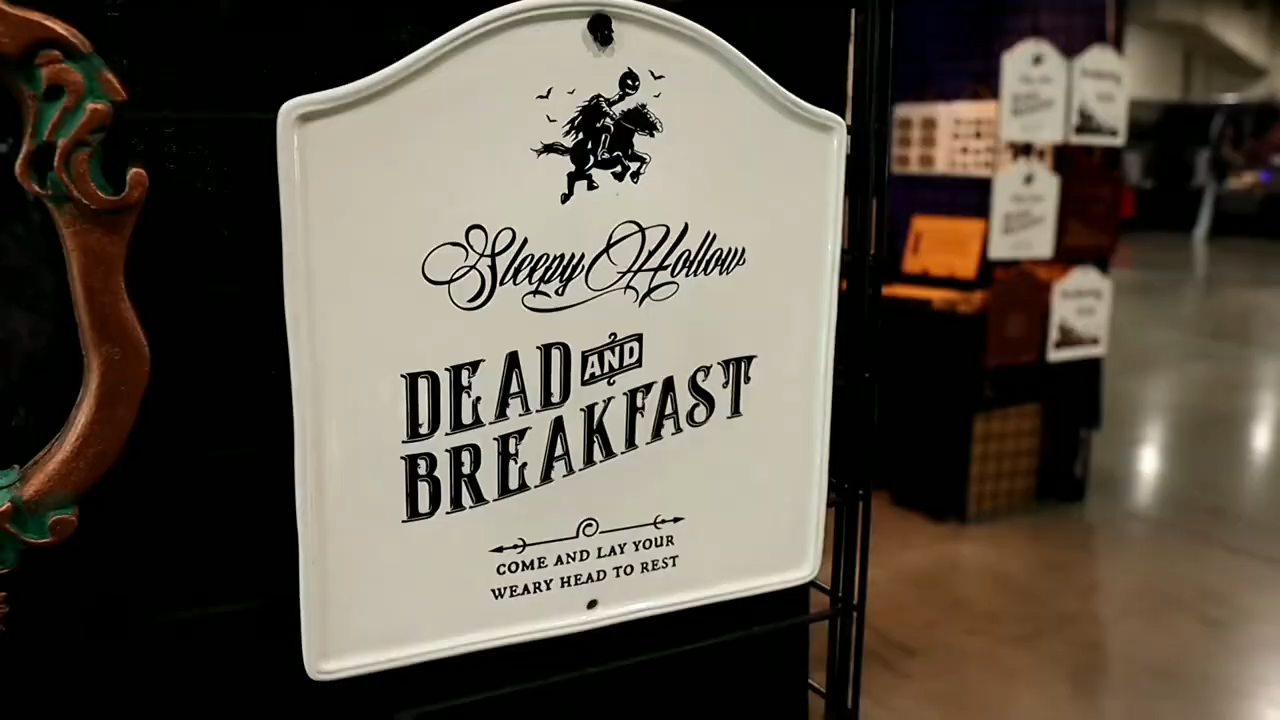 Sleepy Hollow
DEAD AND
BREAKFAST
COME AND LAY YOUR
WEARY HEAD TO REST